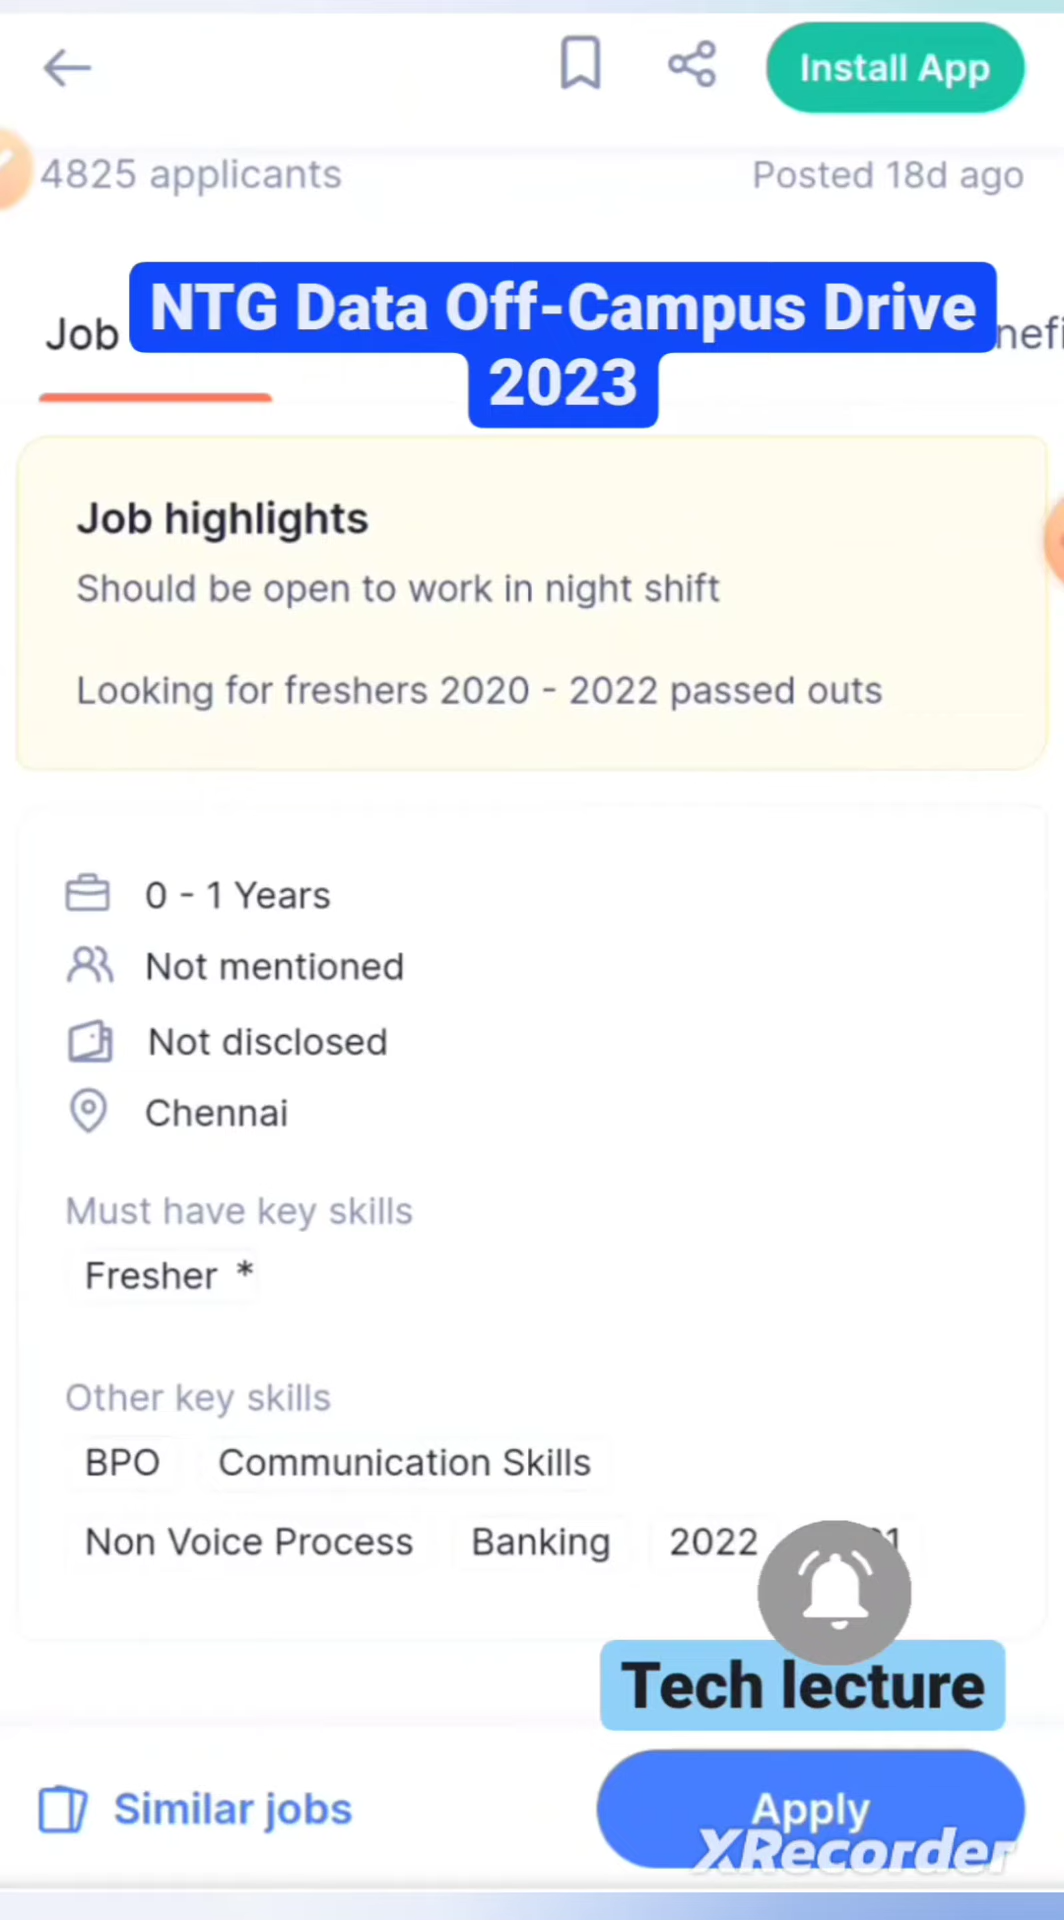 Install App
4825 applicants
Posted 18d ago
NTG Data Off-Campus Drive
2023
Job
Job highlights
Should be open to work in night shift
Looking for freshers 2020 - 2022 passed outs
0 - 1 Years
Not mentioned
Not disclosed
Chennai
Must have key skills
Fresher *
Other key skills
BPO Communication Skills
Non Voice Process Banking 2022
Tech lecture
Similar jobs
Apply
XRecorder